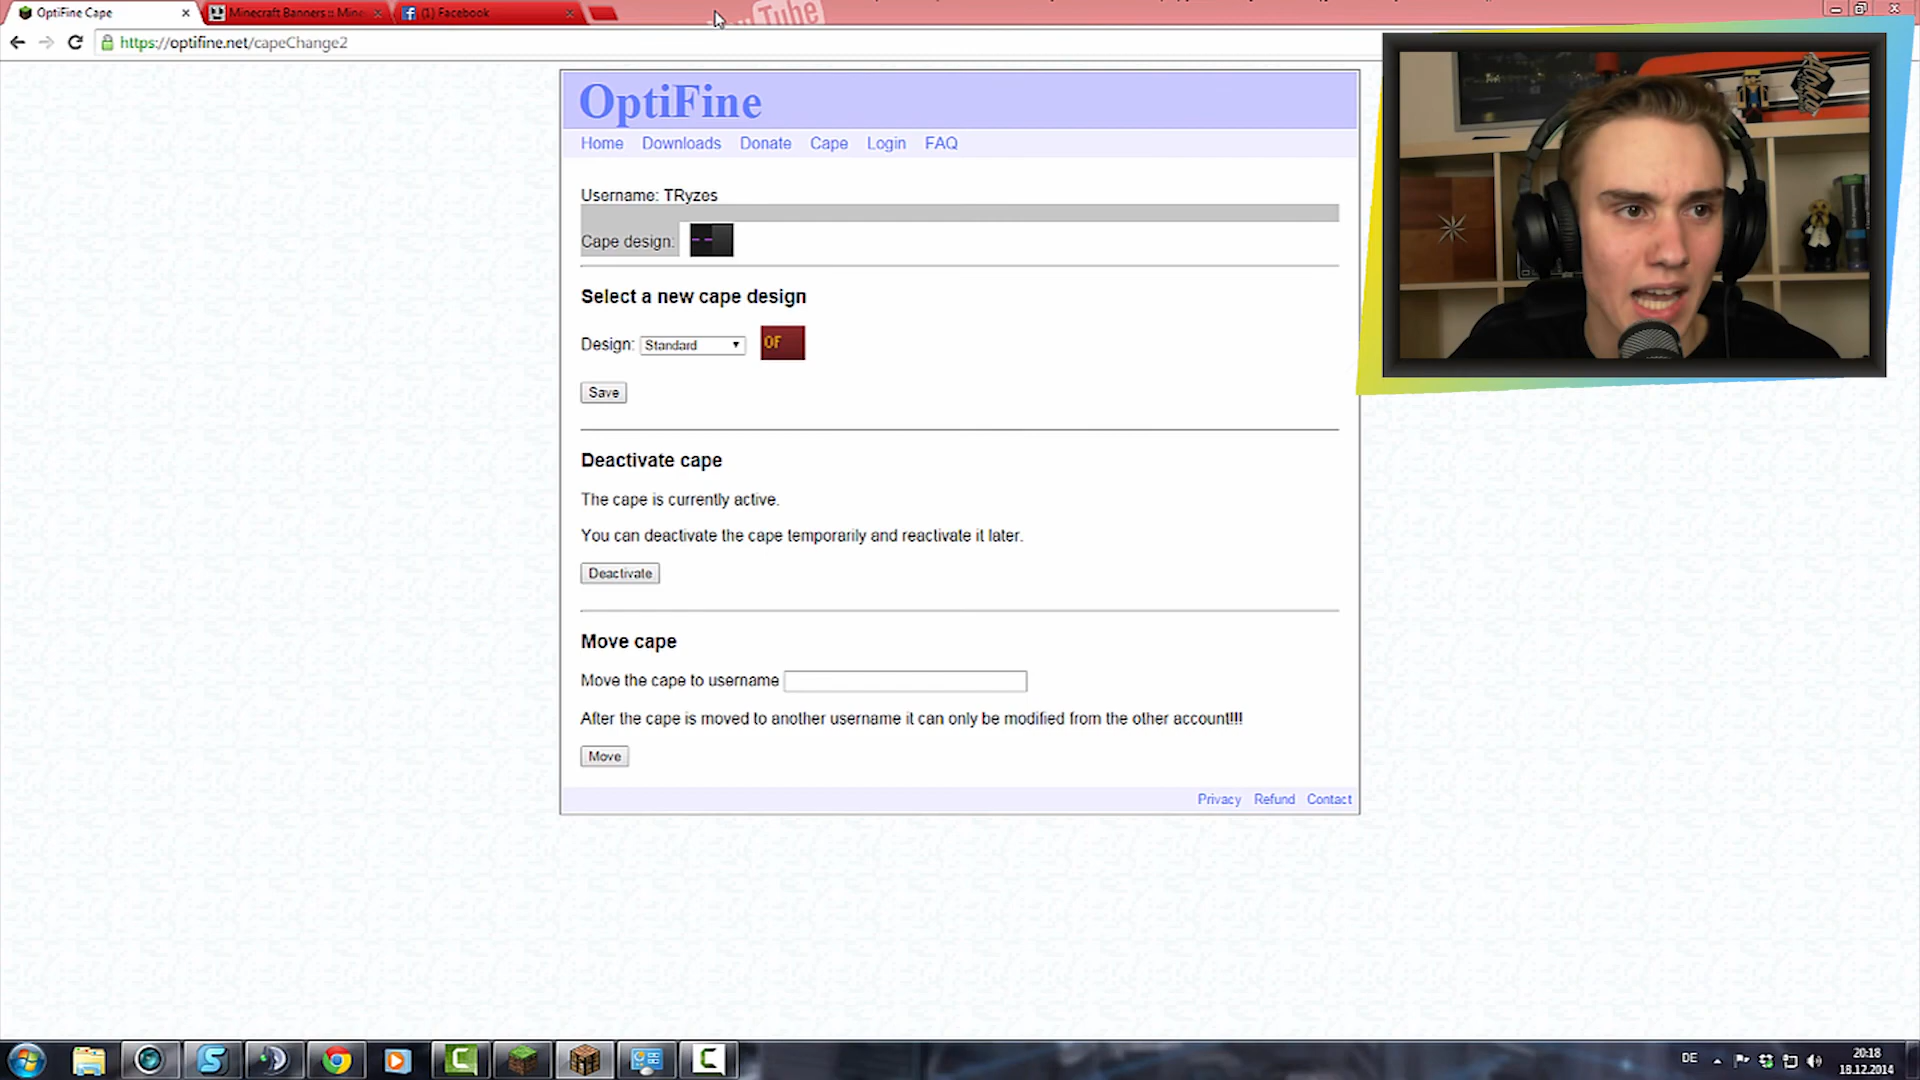 OptiFine Cape
Minecraft Banners :: Mine
(1) Facebook
Tube
https://optifine.net/capeChange2
OptiFine
Home Downloads Donate Cape Login FAQ
Username: TRyzes
Cape design:
Select a new cape design
Design: Standard OF
Save
Deactivate cape
The cape is currently active.
You can deactivate the cape temporarily and reactivate it later.
Deactivate
Move cape
Move the cape to username
After the cape is moved to another username it can only be modified from the other account!!!
Move
Privacy Refund Contact
DE
20:18
18.12.2014